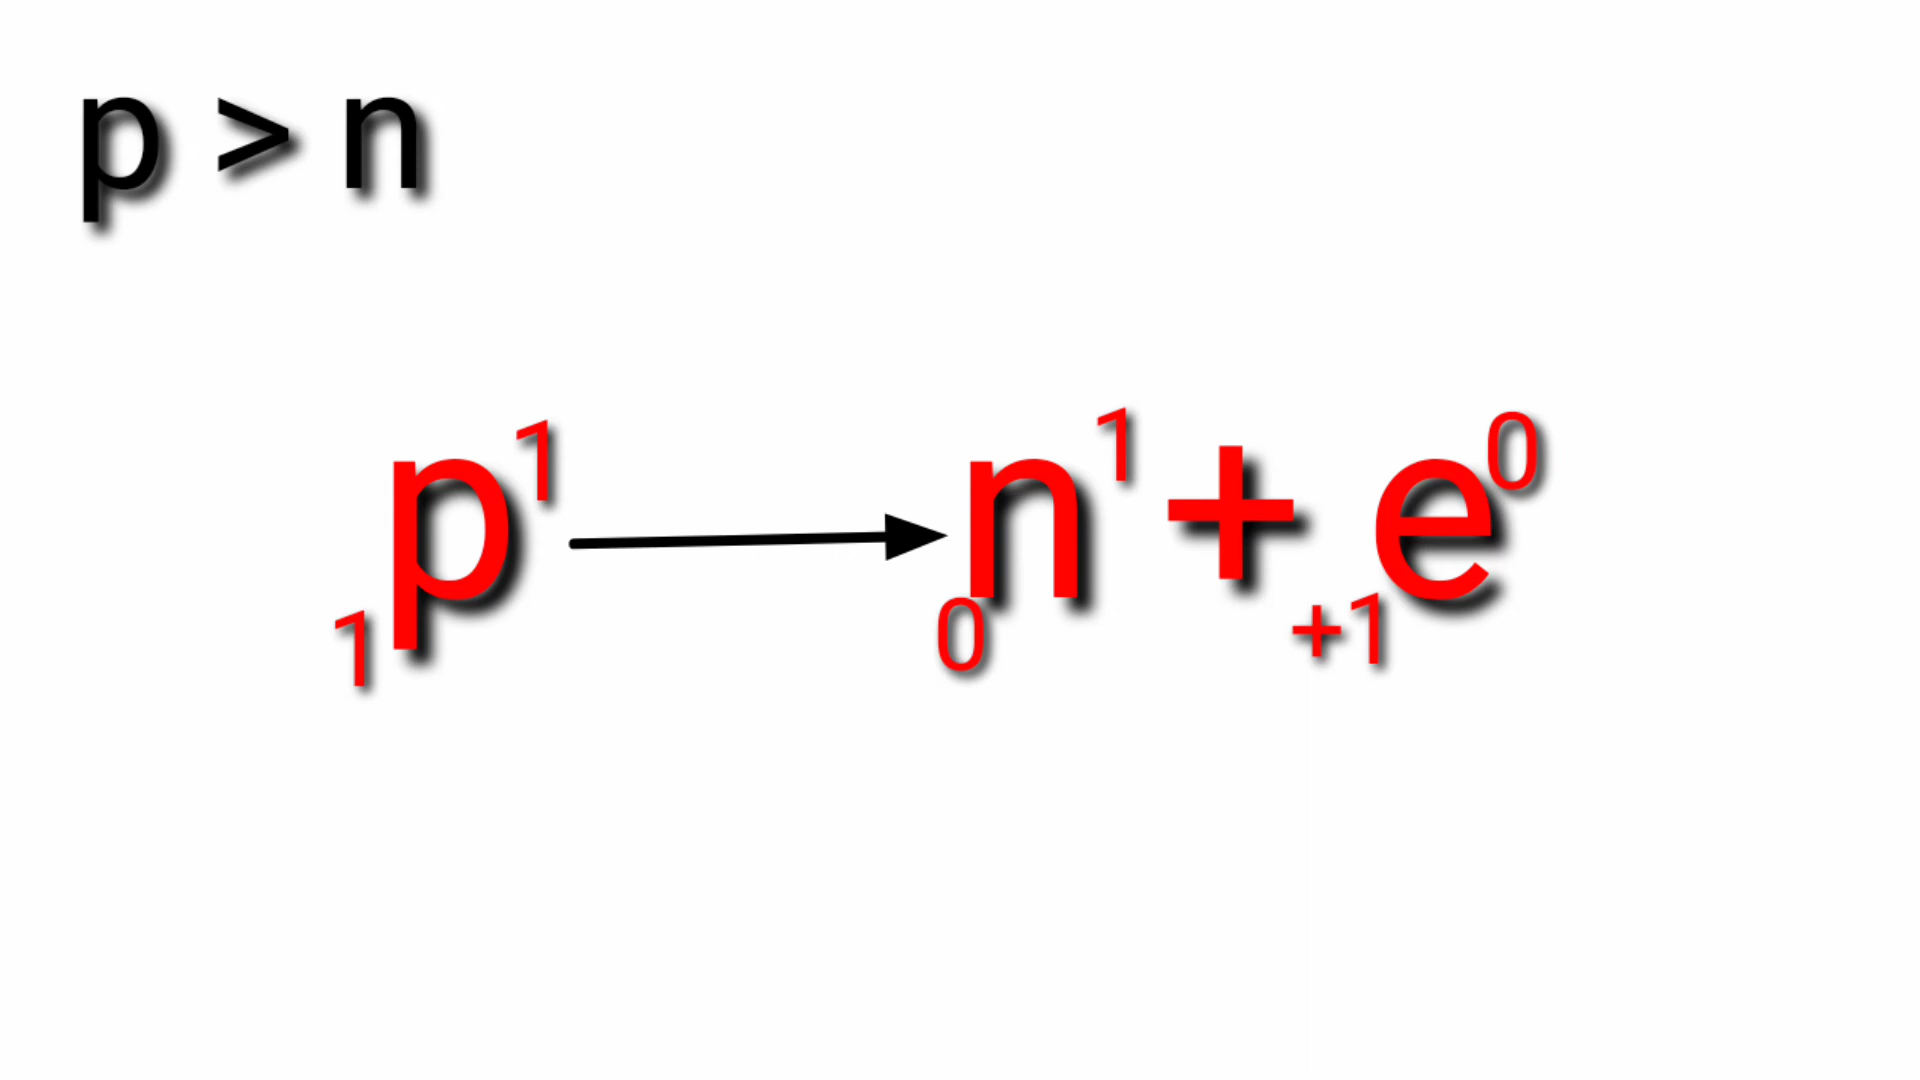 p > n
₁p¹ → ₀n¹ + ₊₁e⁰